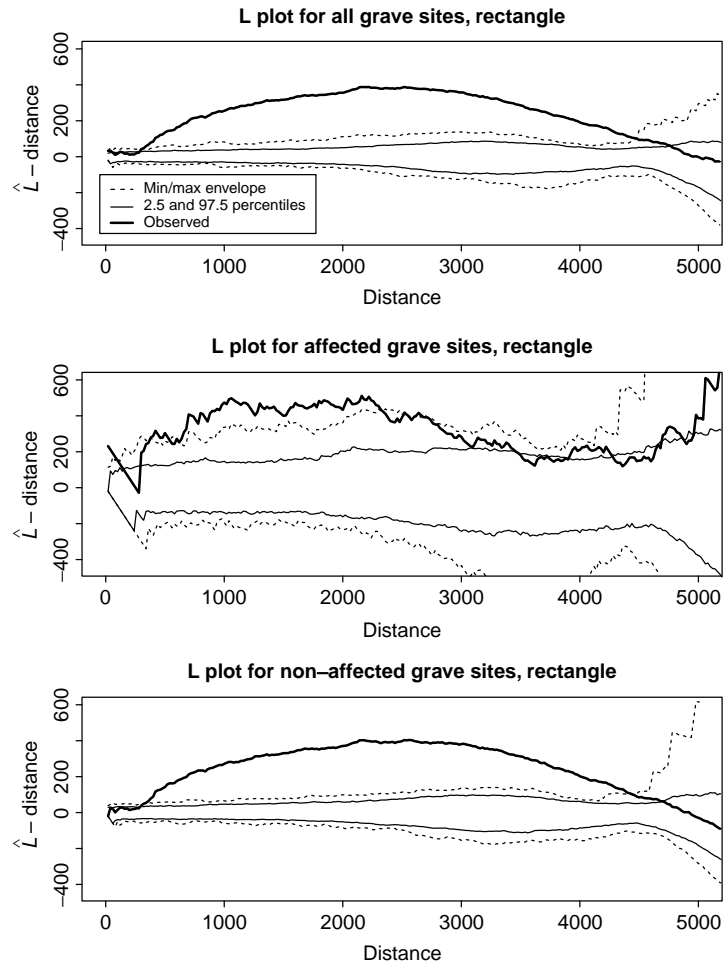 L plot for all grave sites, rectangle
600
200
0
−400
L̂ − distance
Min/max envelope
2.5 and 97.5 percentiles
Observed
0 1000 2000 3000 4000 5000
Distance
L plot for affected grave sites, rectangle
600
200
0
−400
L̂ − distance
0 1000 2000 3000 4000 5000
Distance
L plot for non−affected grave sites, rectangle
600
200
0
−400
L̂ − distance
0 1000 2000 3000 4000 5000
Distance